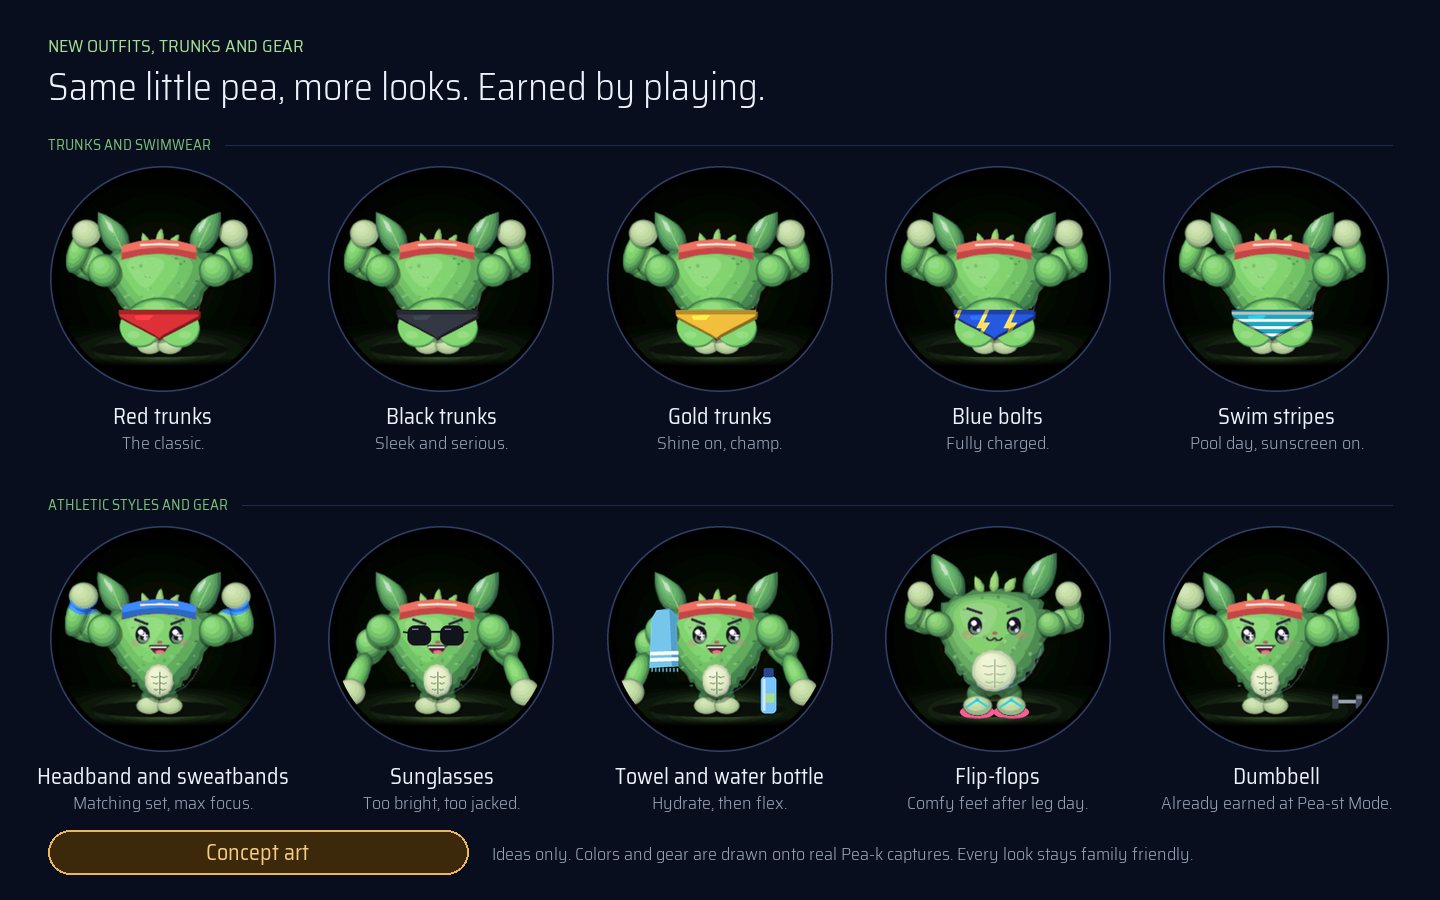 NEW OUTFITS, TRUNKS AND GEAR
Same little pea, more looks. Earned by playing.
TRUNKS AND SWIMWEAR
Red trunks
The classic.
Black trunks
Sleek and serious.
Gold trunks
Shine on, champ.
Blue bolts
Fully charged.
Swim stripes
Pool day, sunscreen on.
ATHLETIC STYLES AND GEAR
Headband and sweatbands
Matching set, max focus.
Sunglasses
Too bright, too jacked.
Towel and water bottle
Hydrate, then flex.
Flip-flops
Comfy feet after leg day.
Dumbbell
Already earned at Pea-st Mode.
Concept art
Ideas only. Colors and gear are drawn onto real Pea-k captures. Every look stays family friendly.